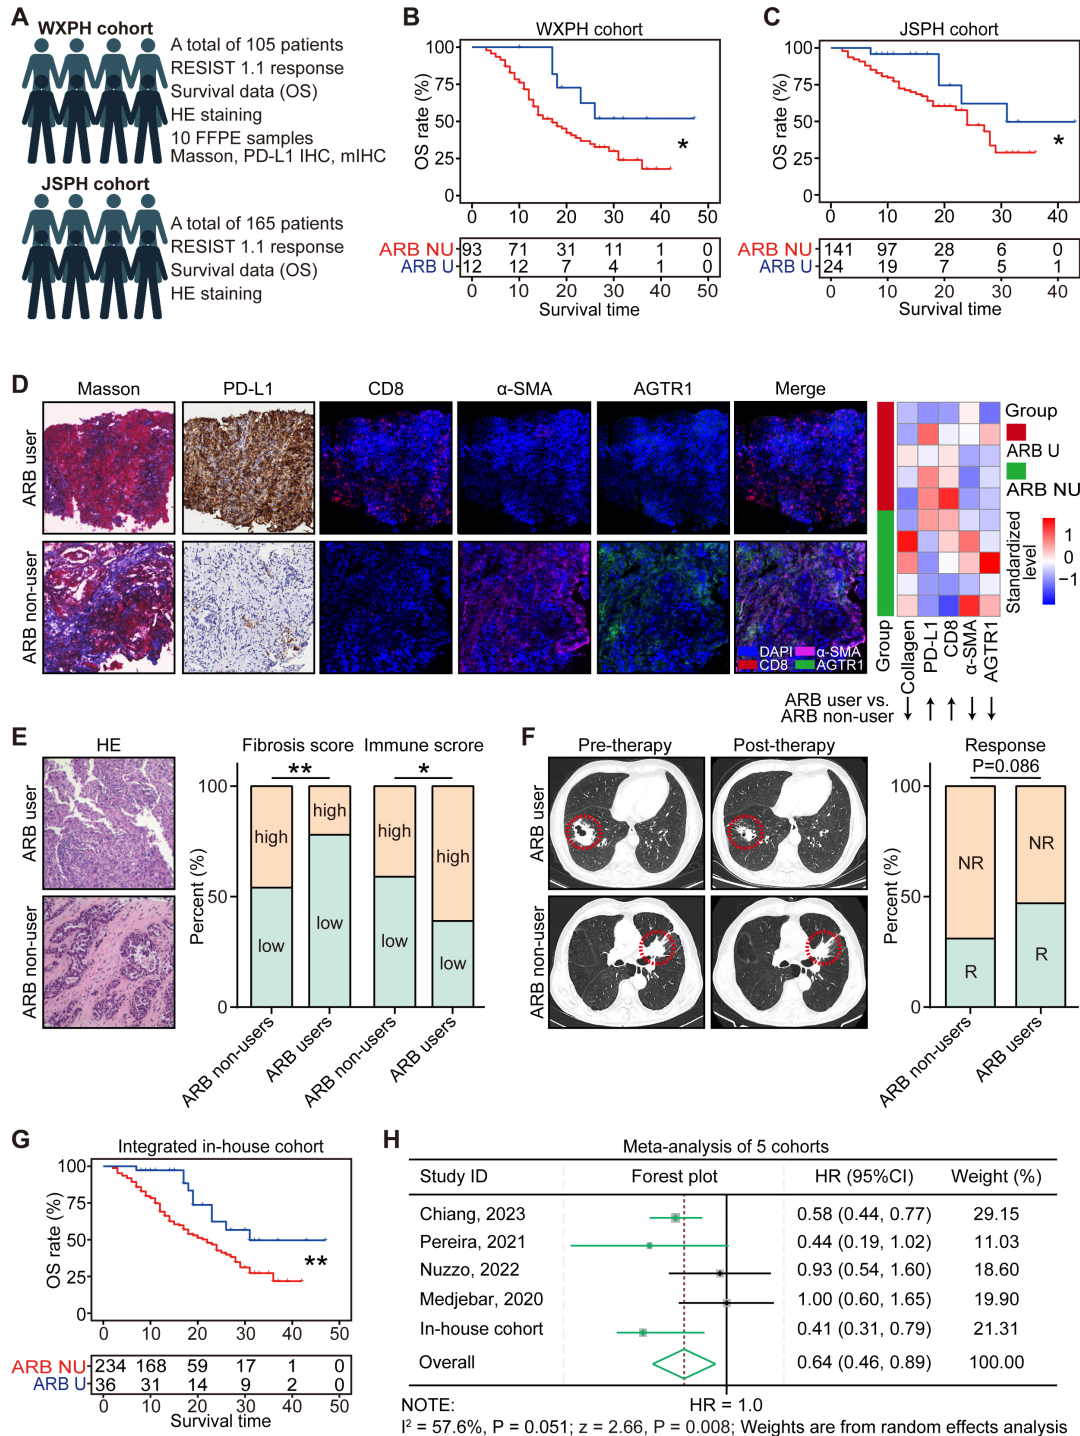 A
WXPH cohort
A total of 105 patients
RESIST 1.1 response
Survival data (OS)
HE staining
10 FFPE samples
Masson, PD-L1 IHC, mIHC
JSPH cohort
A total of 165 patients
RESIST 1.1 response
Survival data (OS)
HE staining
B
WXPH cohort
OS rate (%)
100
75
50
25
0
*
0 10 20 30 40 50
ARB NU 93 71 31 11 1 0
ARB U 12 12 7 4 1 0
0 10 20 30 40 50
Survival time
C
JSPH cohort
OS rate (%)
100
75
50
25
0
*
0 10 20 30 40
ARB NU 141 97 28 6 0
ARB U 24 19 7 5 1
0 10 20 30 40
Survival time
D
Masson PD-L1 CD8 α-SMA AGTR1 Merge
ARB user
ARB non-user
DAPI α-SMA
CD8 AGTR1
Group
ARB U
ARB NU
Standardized level
1
0
−1
Group Collagen PD-L1 CD8 α-SMA AGTR1
ARB user vs.
ARB non-user ↓ ↑ ↑ ↓ ↓
E
HE
ARB user
ARB non-user
Fibrosis score Immune scrore
** *
Percent (%)
100
50
0
high high high high
low low low low
ARB non-users ARB users ARB non-users ARB users
F
Pre-therapy Post-therapy
ARB user
ARB non-user
Response
P=0.086
Percent (%)
100
50
0
NR NR
R R
ARB non-users ARB users
G
Integrated in-house cohort
OS rate (%)
100
75
50
25
0
**
0 10 20 30 40 50
ARB NU 234 168 59 17 1 0
ARB U 36 31 14 9 2 0
0 10 20 30 40 50
Survival time
H
Meta-analysis of 5 cohorts
Study ID Forest plot HR (95%CI) Weight (%)
Chiang, 2023 0.58 (0.44, 0.77) 29.15
Pereira, 2021 0.44 (0.19, 1.02) 11.03
Nuzzo, 2022 0.93 (0.54, 1.60) 18.60
Medjebar, 2020 1.00 (0.60, 1.65) 19.90
In-house cohort 0.41 (0.31, 0.79) 21.31
Overall 0.64 (0.46, 0.89) 100.00
NOTE: HR = 1.0
I² = 57.6%, P = 0.051; z = 2.66, P = 0.008; Weights are from random effects analysis